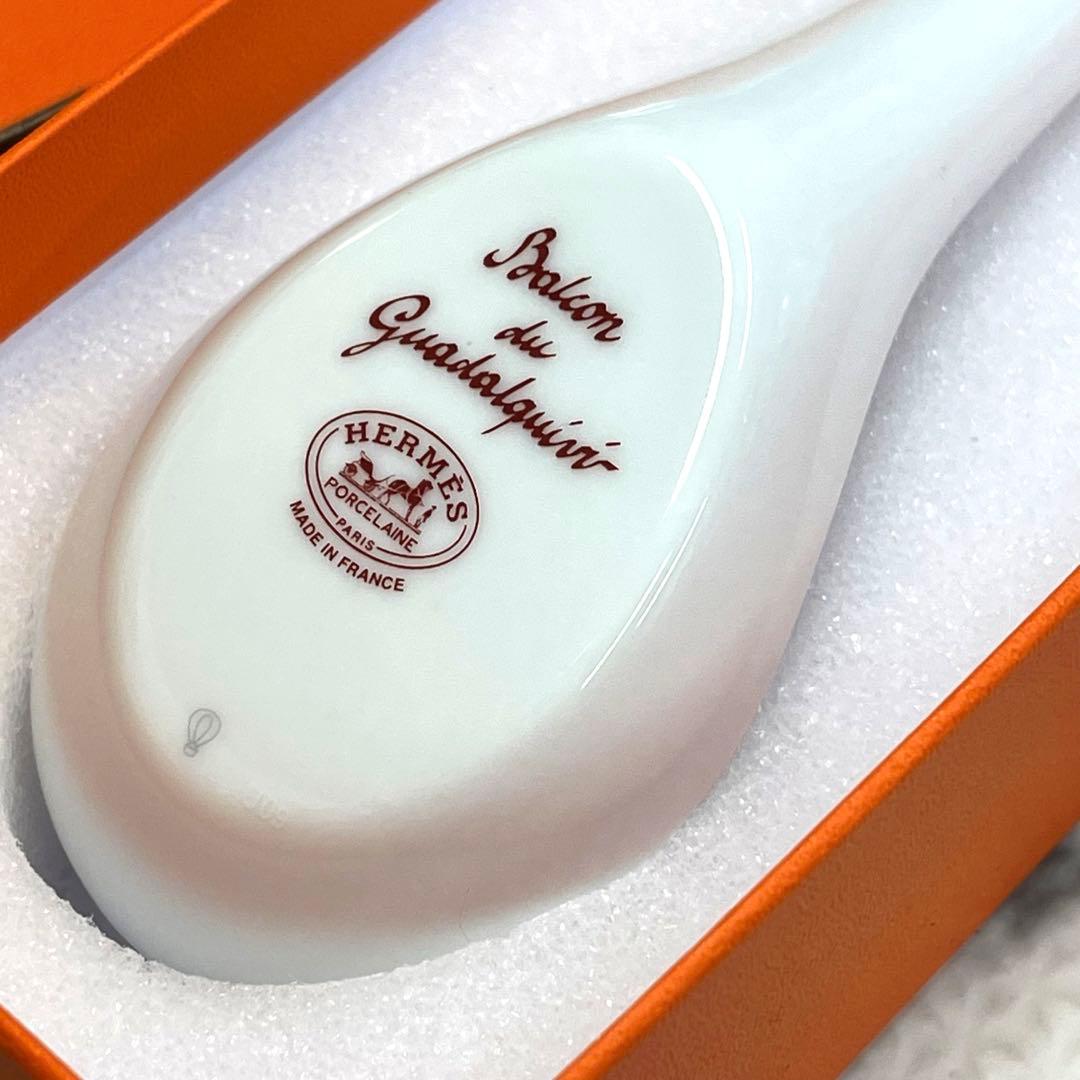 Balcon
du
Guadalquivir
HERMÈS
PORCELAINE
PARIS
MADE IN FRANCE